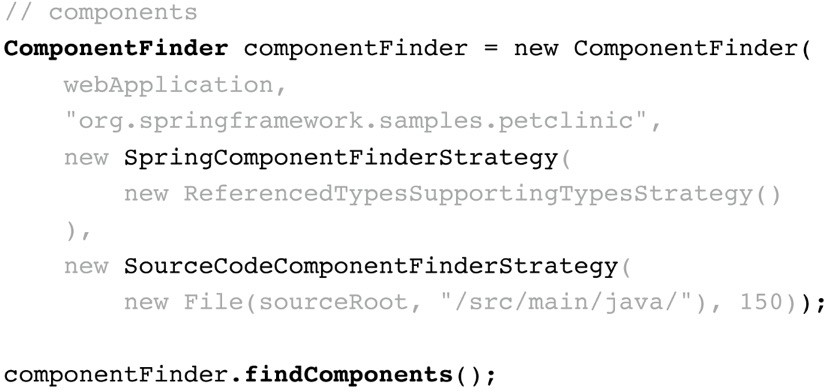 // components
ComponentFinder componentFinder = new ComponentFinder(
    webApplication,
    "org.springframework.samples.petclinic",
    new SpringComponentFinderStrategy(
        new ReferencedTypesSupportingTypesStrategy()
    ),
    new SourceCodeComponentFinderStrategy(
        new File(sourceRoot, "/src/main/java/"), 150));

componentFinder.findComponents();